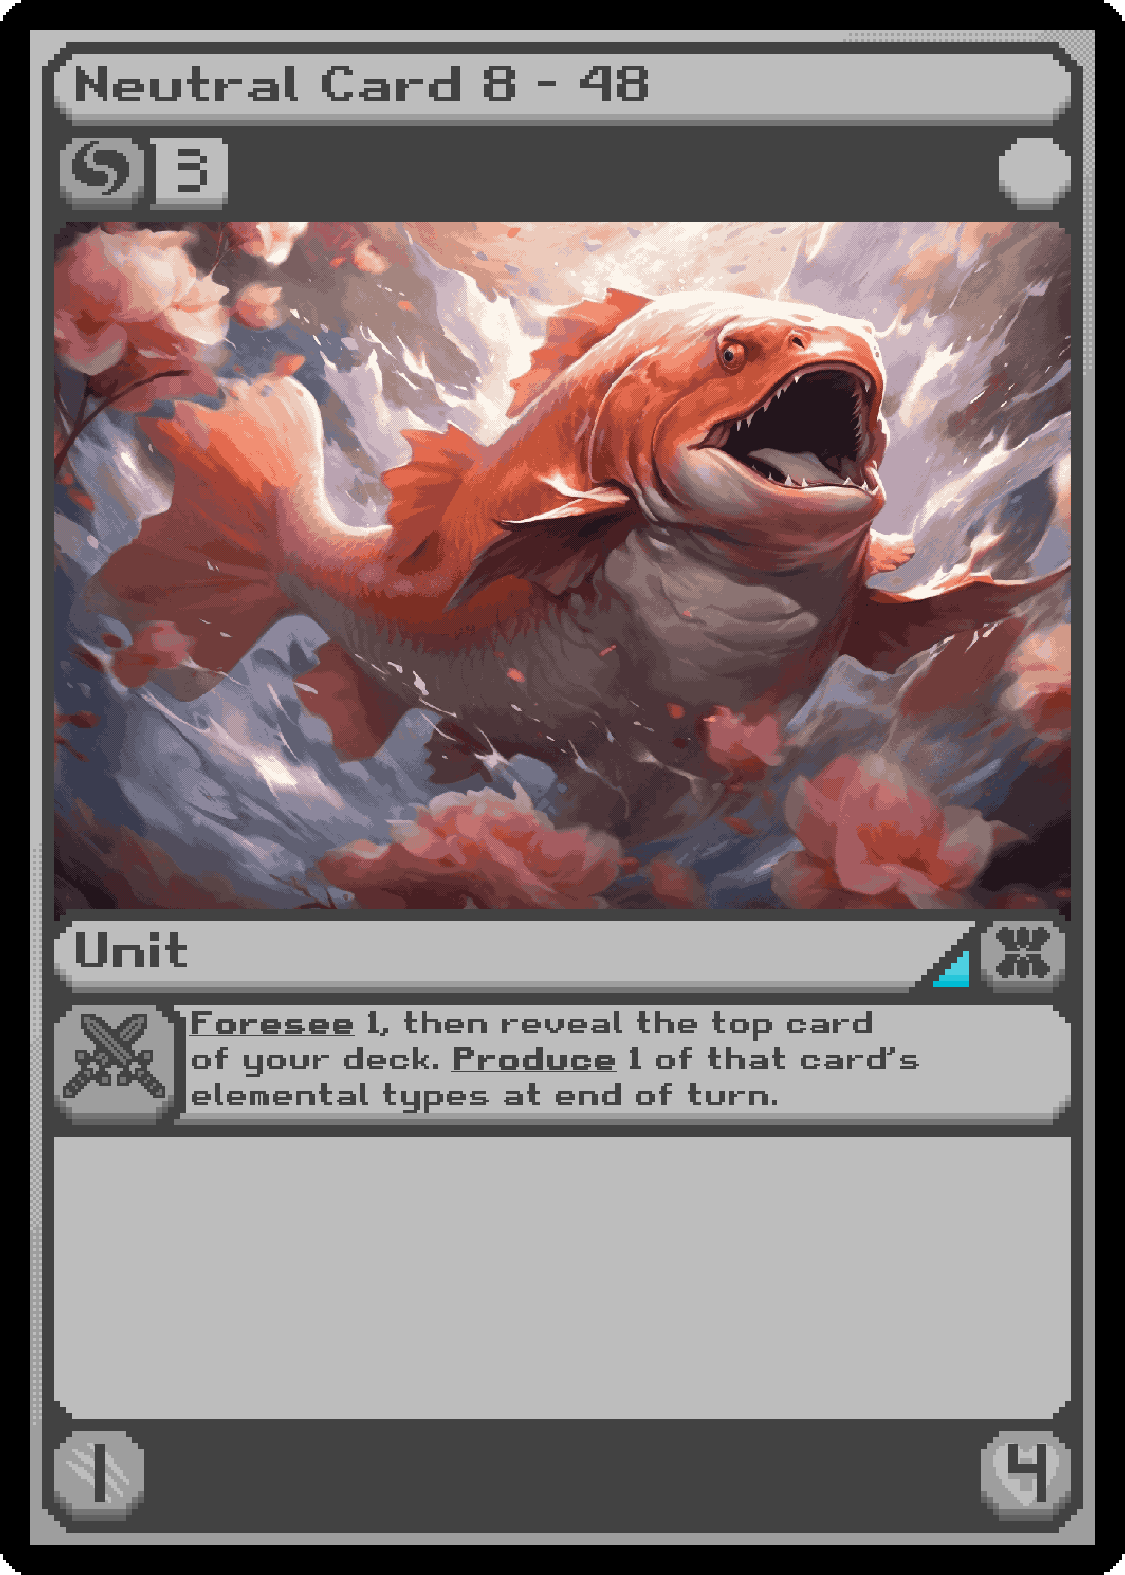 Neutral Card 8 - 48
3
Unit
Foresee 1, then reveal the top card
of your deck. Produce 1 of that card's
elemental types at end of turn.
1
4